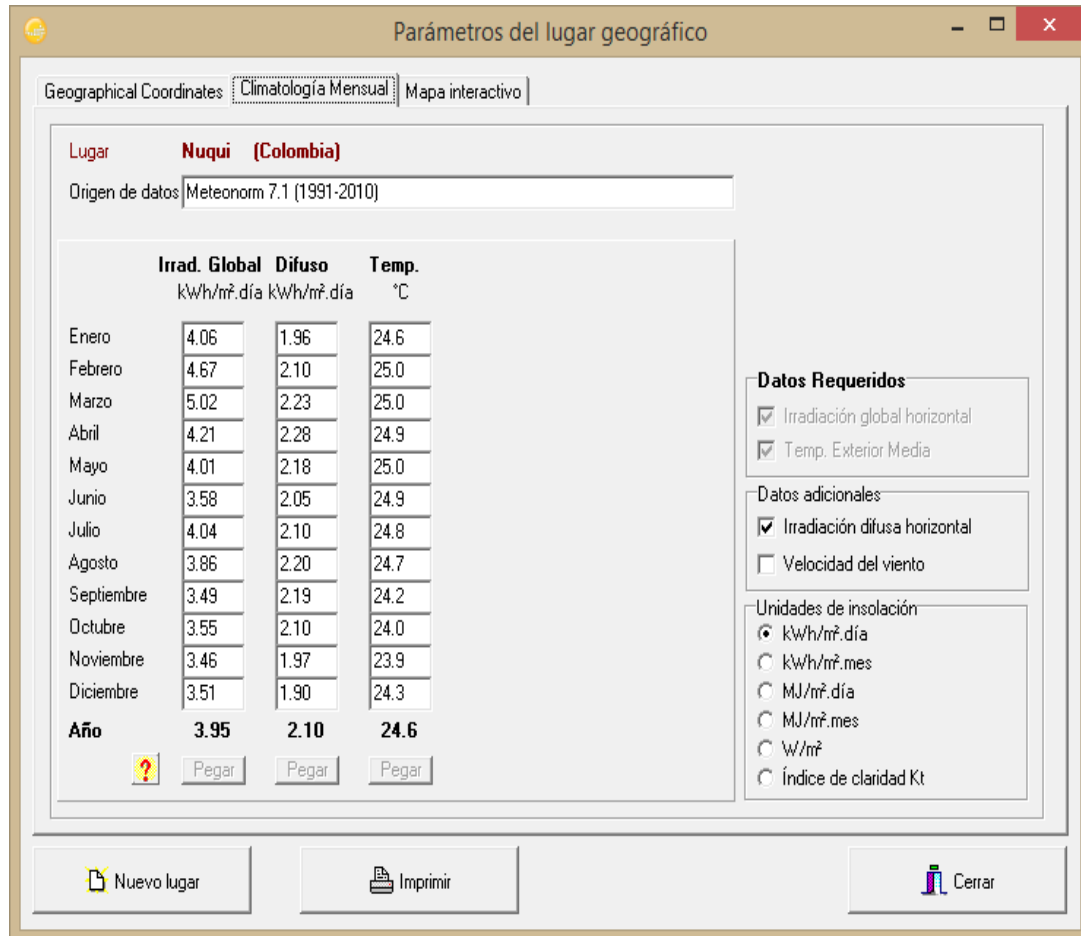 Parámetros del lugar geográfico
Geographical Coordinates Climatología Mensual Mapa interactivo
Lugar Nuqui (Colombia)
Origen de datos Meteonorm 7.1 (1991-2010)
Irrad. Global Difuso Temp.
kWh/m².día kWh/m².día °C
Enero 4.06 1.96 24.6
Febrero 4.67 2.10 25.0
Marzo 5.02 2.23 25.0
Abril 4.21 2.28 24.9
Mayo 4.01 2.18 25.0
Junio 3.58 2.05 24.9
Julio 4.04 2.10 24.8
Agosto 3.86 2.20 24.7
Septiembre 3.49 2.19 24.2
Octubre 3.55 2.10 24.0
Noviembre 3.46 1.97 23.9
Diciembre 3.51 1.90 24.3
Año 3.95 2.10 24.6
? Pegar Pegar Pegar
Datos Requeridos
Irradiación global horizontal
Temp. Exterior Media
Datos adicionales
Irradiación difusa horizontal
Velocidad del viento
Unidades de insolación
kWh/m².día
kWh/m².mes
MJ/m².día
MJ/m².mes
W/m²
Índice de claridad Kt
Nuevo lugar Imprimir Cerrar